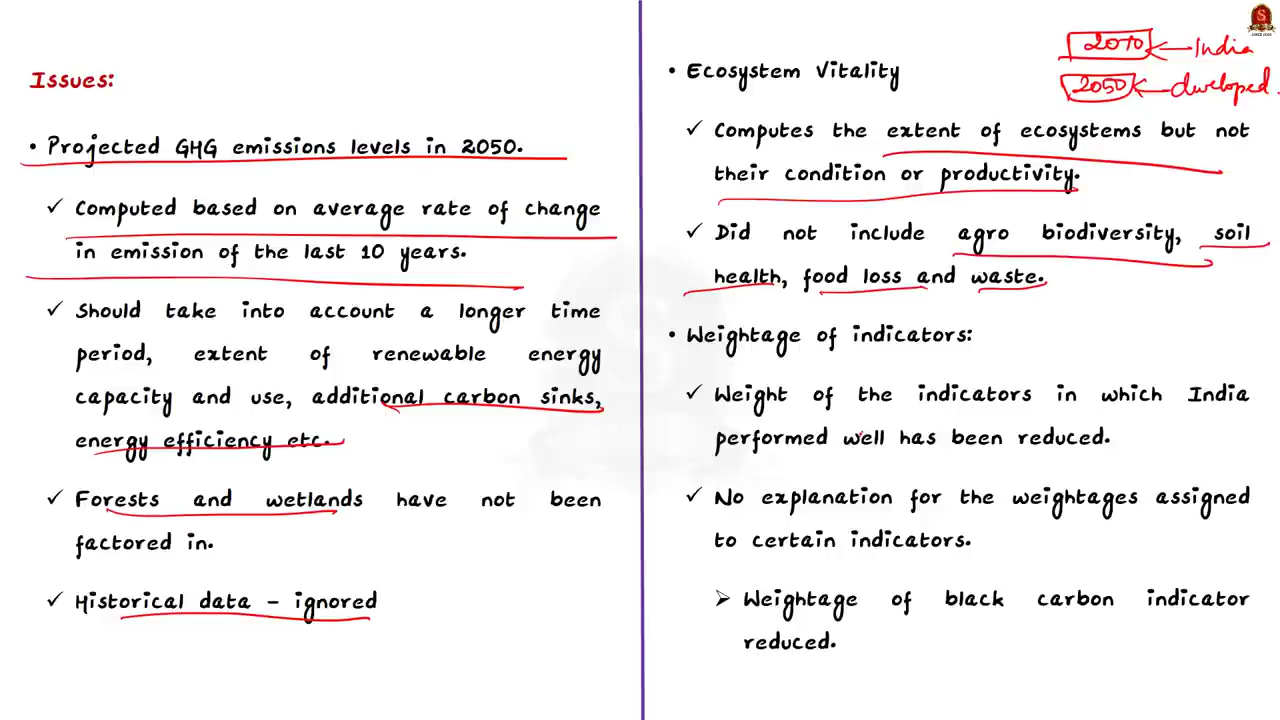 Issues:
• Projected GHG emissions levels in 2050.
✓ Computed based on average rate of change
in emission of the last 10 years.
✓ Should take into account a longer time
period, extent of renewable energy
capacity and use, additional carbon sinks,
energy efficiency etc.
✓ Forests and wetlands have not been
factored in.
✓ Historical data - ignored
2070 ← India
2050 ← developed.
• Ecosystem Vitality
✓ Computes the extent of ecosystems but not
their condition or productivity.
✓ Did not include agro biodiversity, soil
health, food loss and waste.
• Weightage of indicators:
✓ Weight of the indicators in which India
performed well has been reduced.
✓ No explanation for the weightages assigned
to certain indicators.
➢ Weightage of black carbon indicator
reduced.